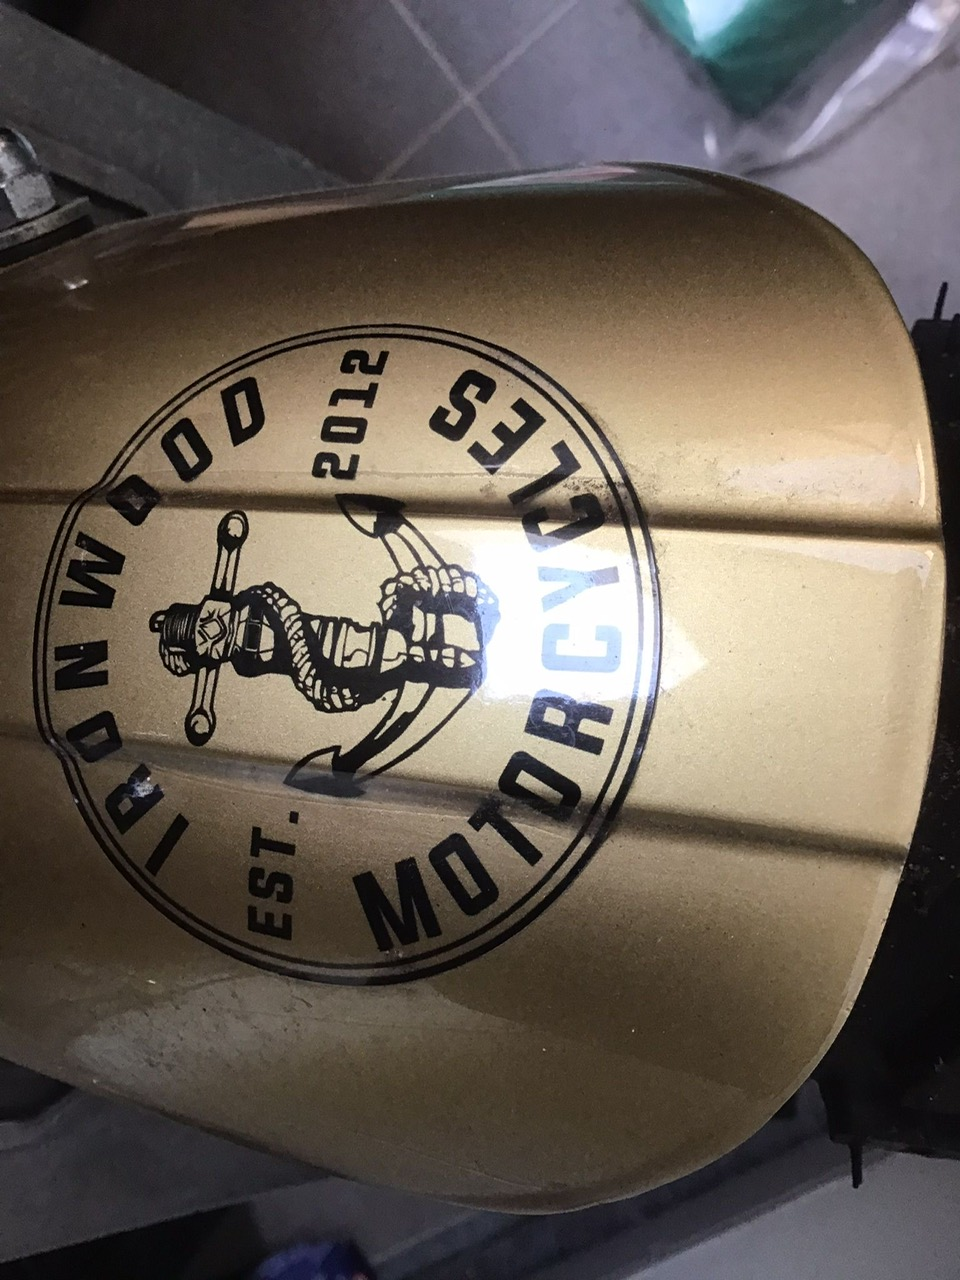 IRONWOOD
EST. 2012
MOTORCYCLES